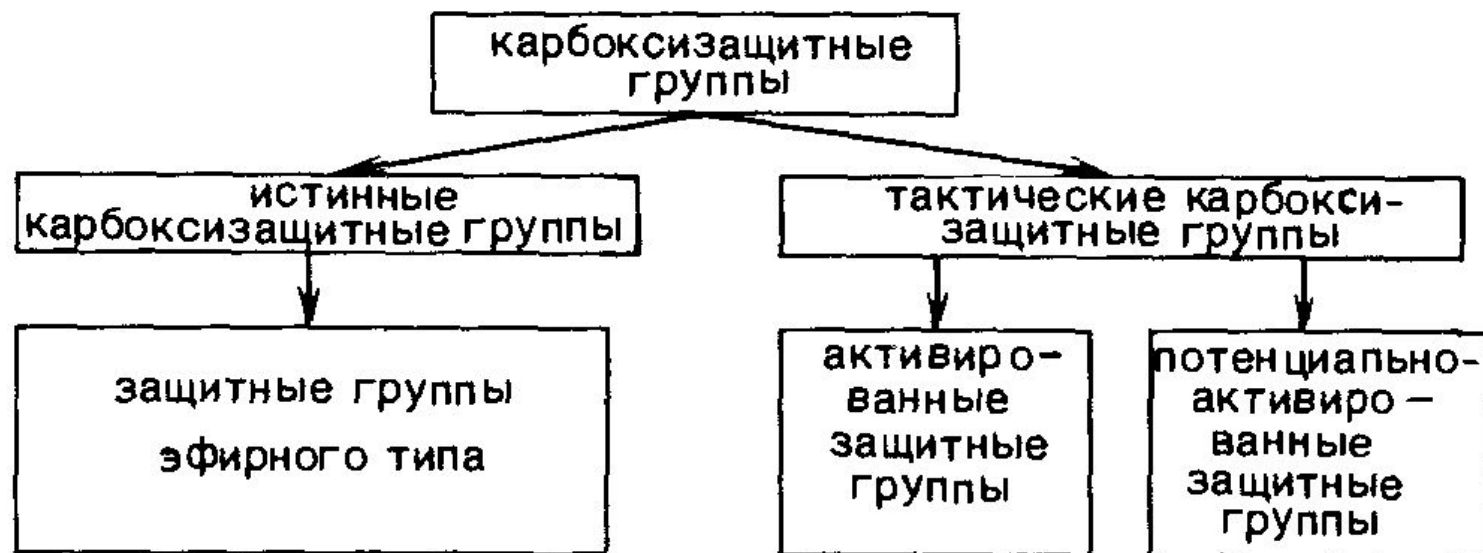 карбоксизащитные
группы
истинные
карбоксизащитные группы
тактические карбокси-
защитные группы
защитные группы
эфирного типа
активиро-
ванные
защитные
группы
потенциально-
активиро-
ванные
защитные
группы